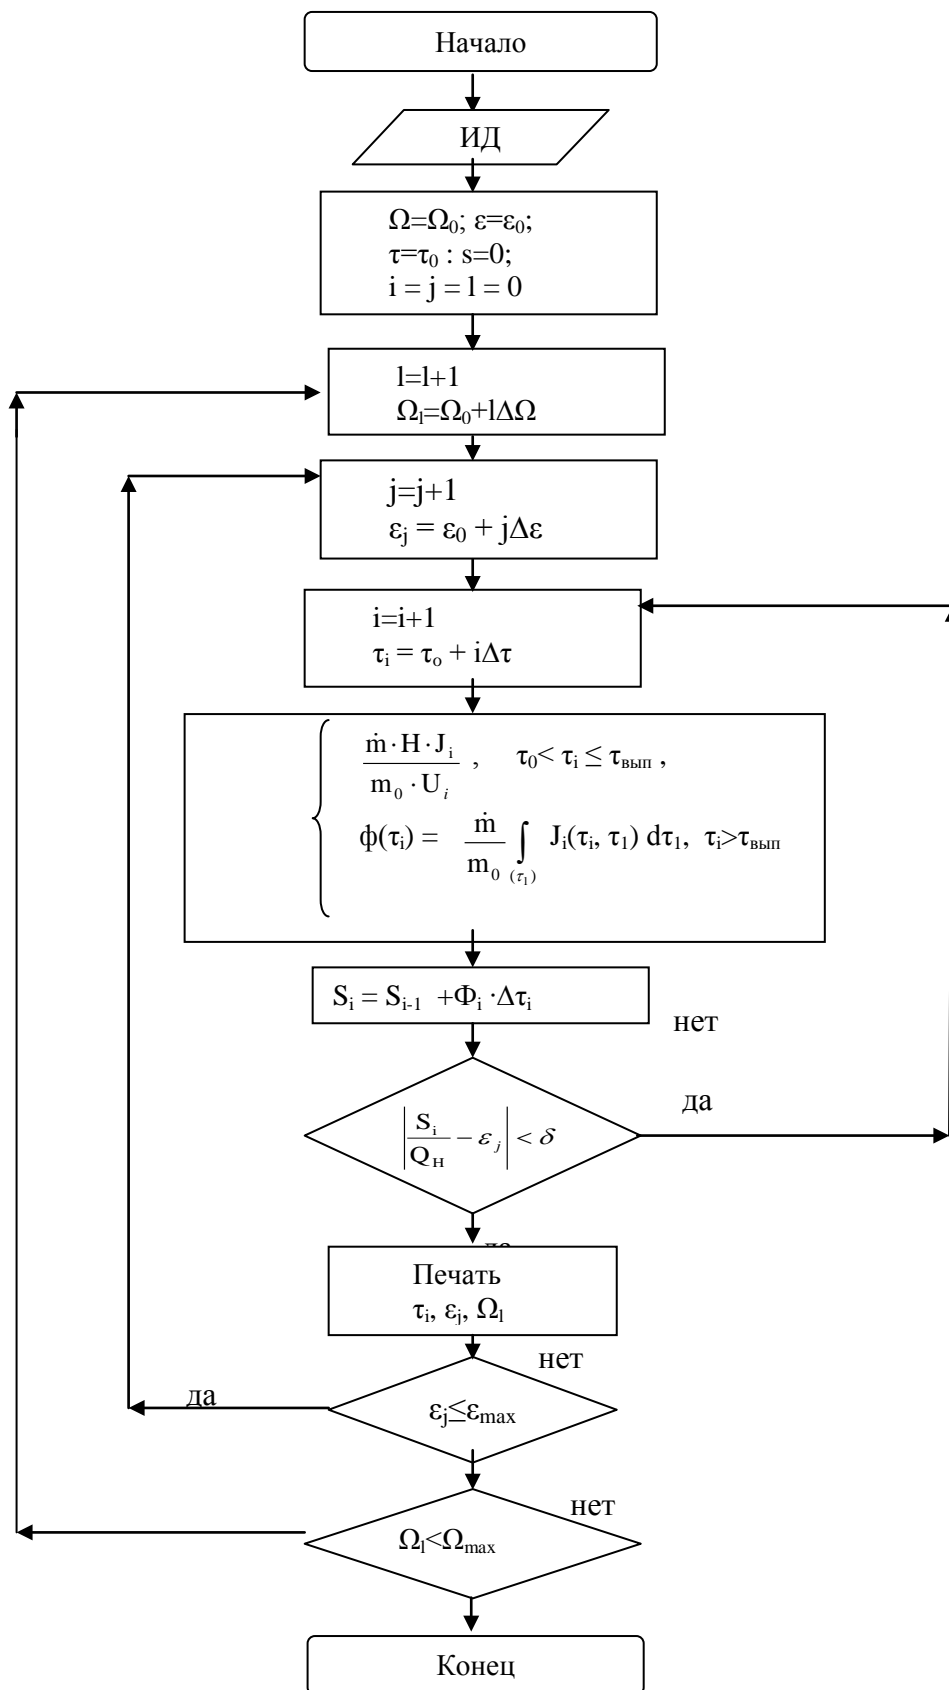 Начало
ИД
Ω=Ω₀; ε=ε₀;
τ=τ₀ : s=0;
i = j = l = 0
l=l+1
Ωₗ=Ω₀+lΔΩ
j=j+1
εⱼ = ε₀ + jΔε
i=i+1
τᵢ = τₒ + iΔτ
ṁ · H · Jᵢ / m₀ · Uᵢ , τ₀< τᵢ ≤ τвып ,
ф(τᵢ) = ṁ / m₀ ∫(τ₁) Jᵢ(τᵢ, τ₁) dτ₁, τᵢ>τвып
Sᵢ = Sᵢ₋₁ +Фᵢ ·Δτᵢ
нет
да
|Sᵢ / Qн − εⱼ| < δ
да
Печать
τᵢ, εⱼ, Ωₗ
нет
да
εⱼ≤εmax
нет
Ωₗ<Ωmax
Конец